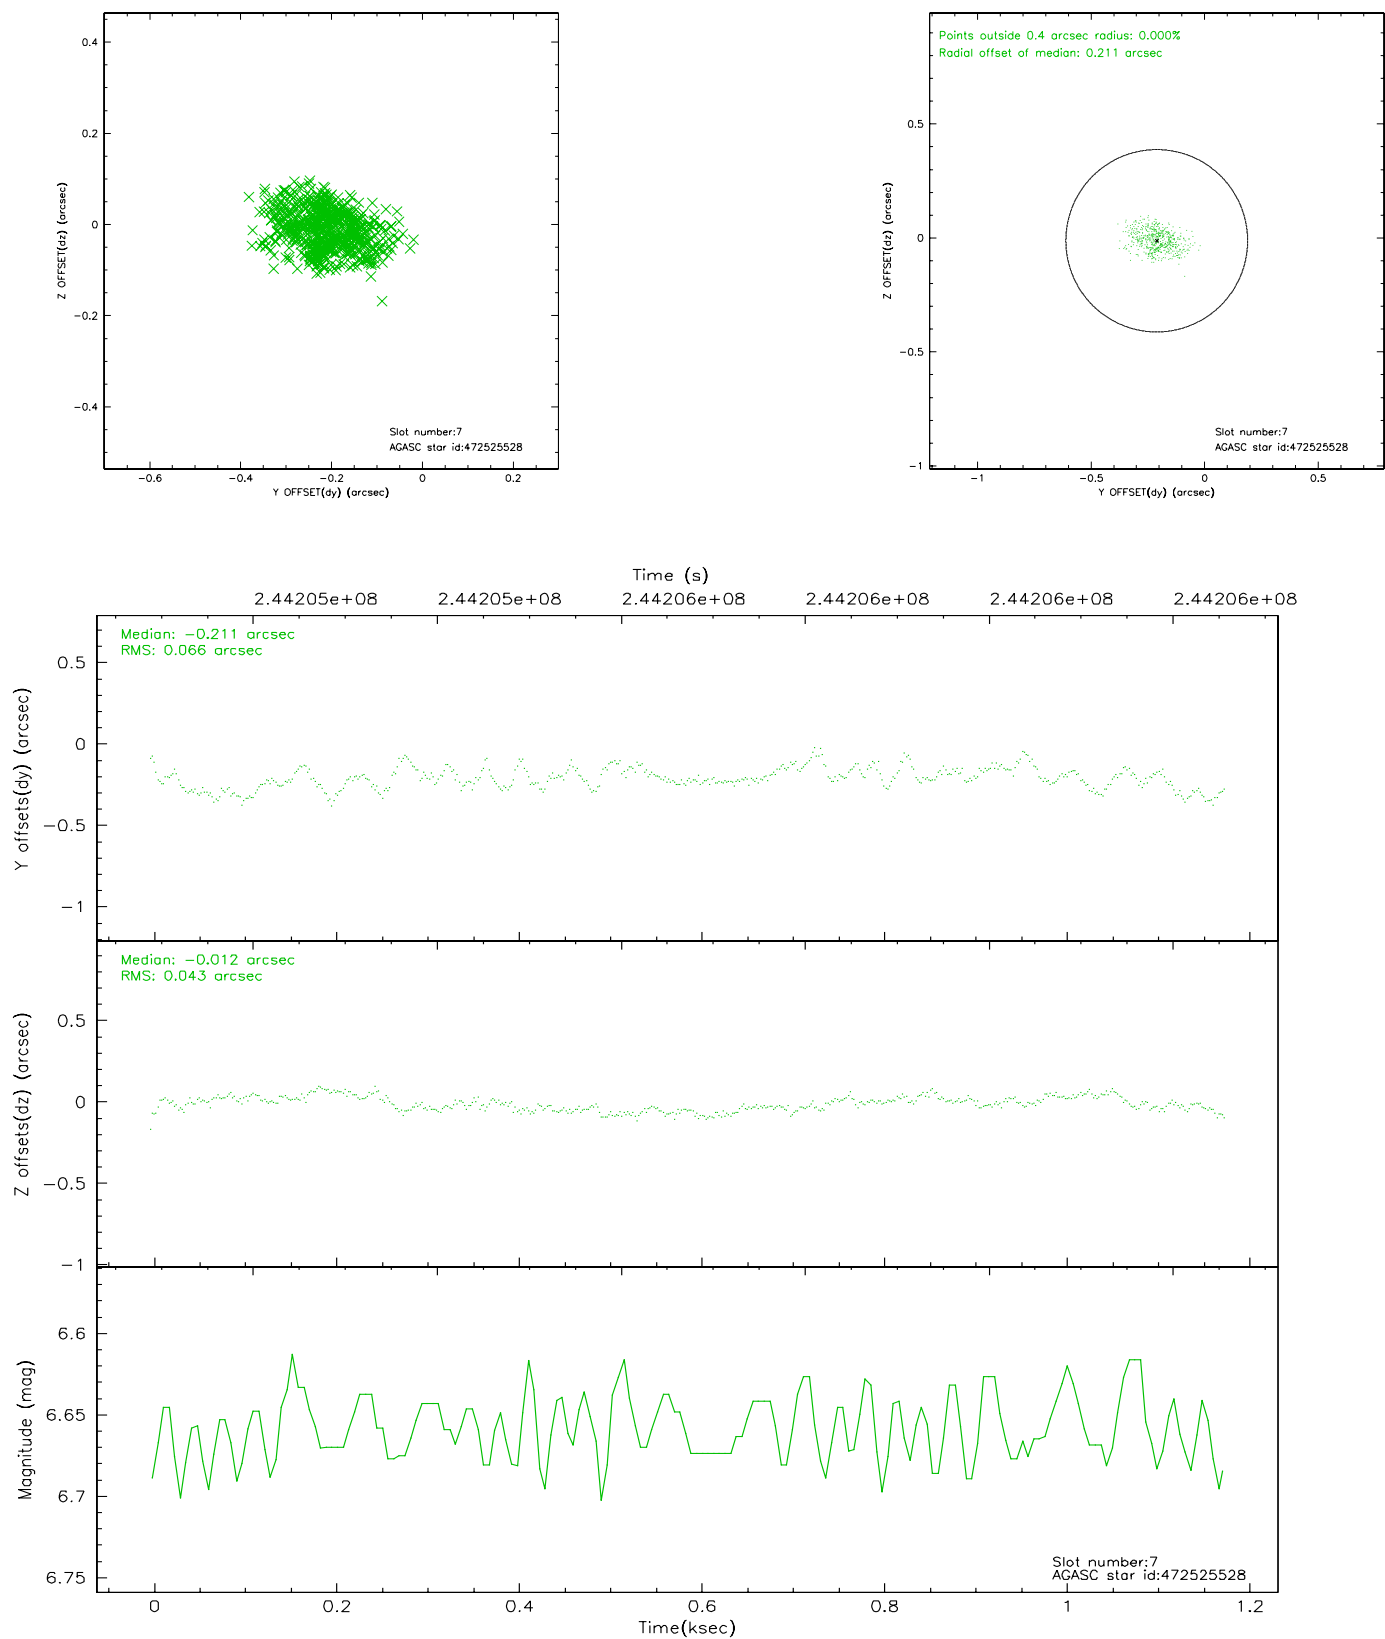 0.4
0.2
0
−0.2
−0.4
Z OFFSET(dz) (arcsec)
Slot number:7
AGASC star id:472525528
−0.6
−0.4
−0.2
0
0.2
Y OFFSET(dy) (arcsec)
Points outside 0.4 arcsec radius: 0.000%
Radial offset of median: 0.211 arcsec
0.5
0
−0.5
−1
Z OFFSET(dz) (arcsec)
Slot number:7
AGASC star id:472525528
−1
−0.5
0
0.5
Y OFFSET(dy) (arcsec)
Time (s)
2.44205e+08
2.44205e+08
2.44206e+08
2.44206e+08
2.44206e+08
2.44206e+08
Median: −0.211 arcsec
RMS: 0.066 arcsec
0.5
0
−0.5
−1
Y offsets(dy) (arcsec)
Median: −0.012 arcsec
RMS: 0.043 arcsec
0.5
0
−0.5
−1
Z offsets(dz) (arcsec)
6.6
6.65
6.7
6.75
Magnitude (mag)
Slot number:7
AGASC star id:472525528
0
0.2
0.4
0.6
0.8
1
1.2
Time(ksec)